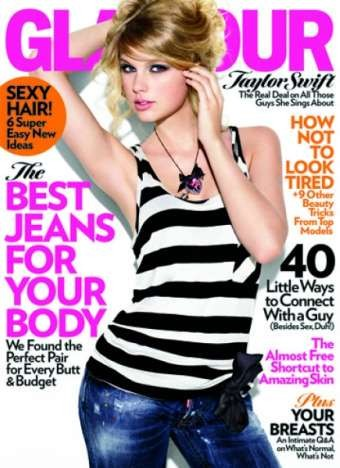 GLAMOUR
Taylor Swift
The Real Deal on All Those
Guys She Sings About
SEXY
HAIR!
6 Super
Easy New
Ideas
HOW
NOT
TO
LOOK
TIRED
+9 Other
Beauty
Tricks
From Top
Models
The
BEST
JEANS
FOR
YOUR
BODY
We Found the
Perfect Pair
for Every Butt
& Budget
40
Little Ways
to Connect
With a Guy
(Besides Sex, Duh!)
The
Almost Free
Shortcut to
Amazing Skin
Plus
YOUR
BREASTS
An Intimate Q&A
on What's Normal,
What's Not